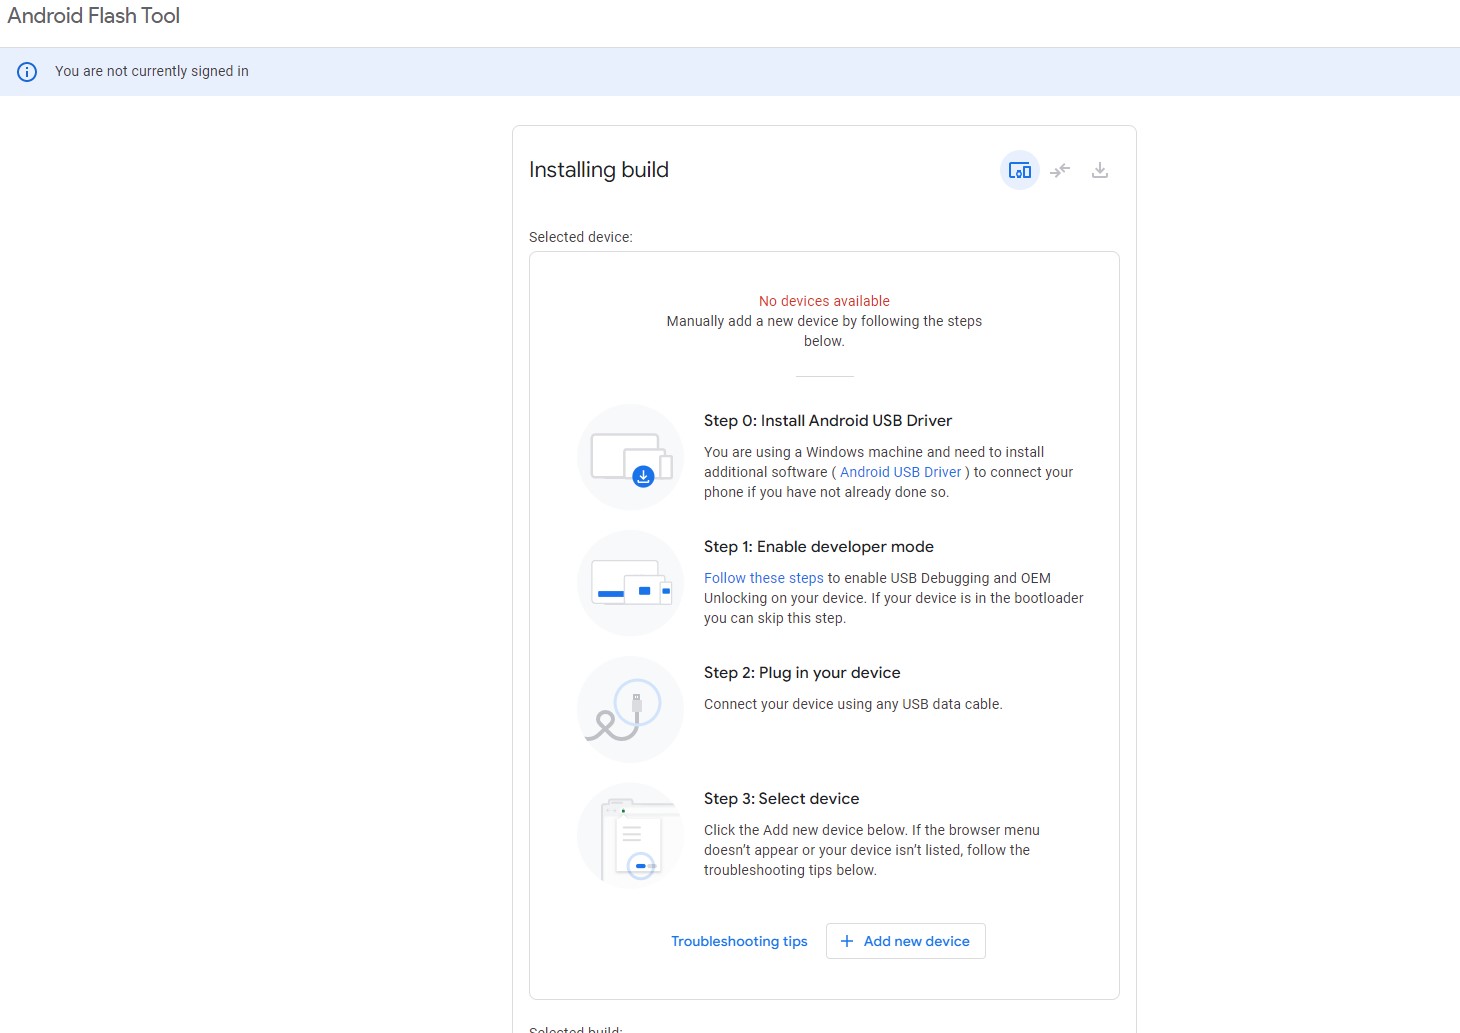 Android Flash Tool
You are not currently signed in
Installing build
Selected device:
No devices available
Manually add a new device by following the steps
below.
Step 0: Install Android USB Driver
You are using a Windows machine and need to install
additional software ( Android USB Driver ) to connect your
phone if you have not already done so.
Step 1: Enable developer mode
Follow these steps to enable USB Debugging and OEM
Unlocking on your device. If your device is in the bootloader
you can skip this step.
Step 2: Plug in your device
Connect your device using any USB data cable.
Step 3: Select device
Click the Add new device below. If the browser menu
doesn’t appear or your device isn’t listed, follow the
troubleshooting tips below.
Troubleshooting tips
Add new device
Selected build: